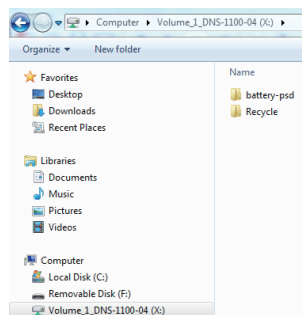 Computer ▸ Volume_1_DNS-1100-04 (X:) ▸
Organize ▾ New folder
Favorites
Desktop
Downloads
Recent Places
Libraries
Documents
Music
Pictures
Videos
Computer
Local Disk (C:)
Removable Disk (F:)
Volume_1_DNS-1100-04 (X:)
Name
battery-psd
Recycle